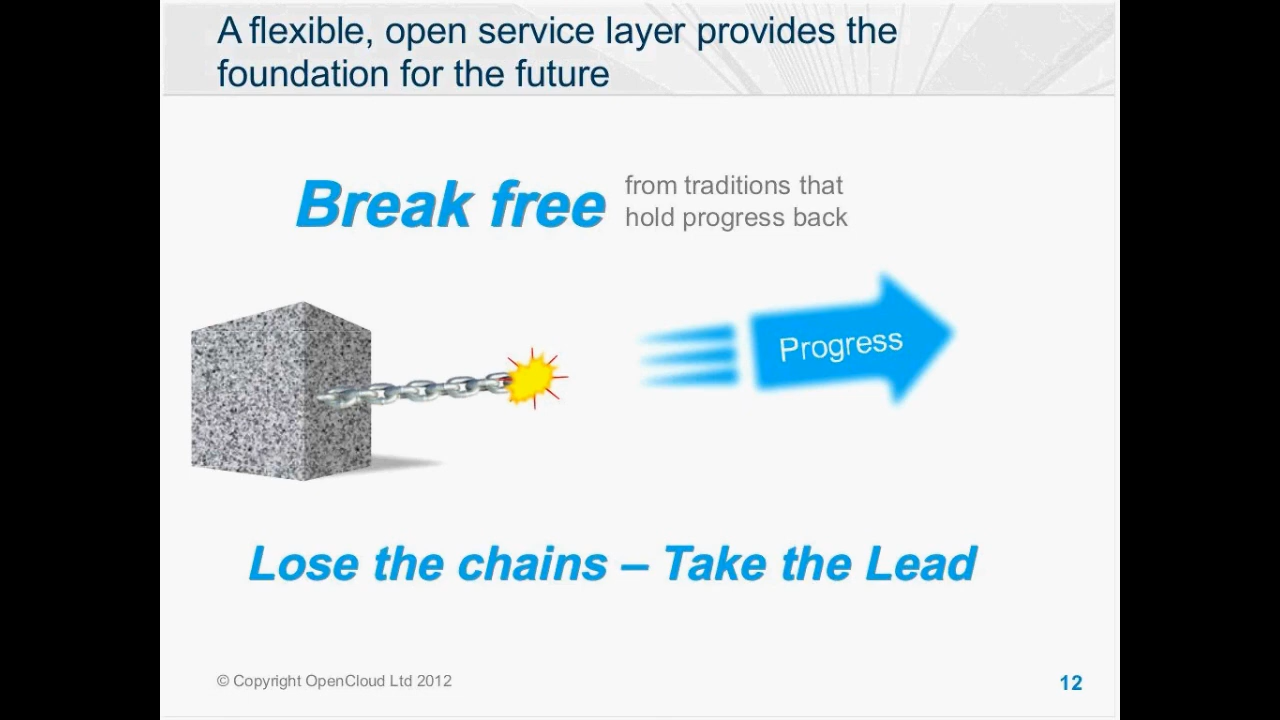 A flexible, open service layer provides the
foundation for the future
Break free
from traditions that
hold progress back
Progress
Lose the chains – Take the Lead
© Copyright OpenCloud Ltd 2012
12